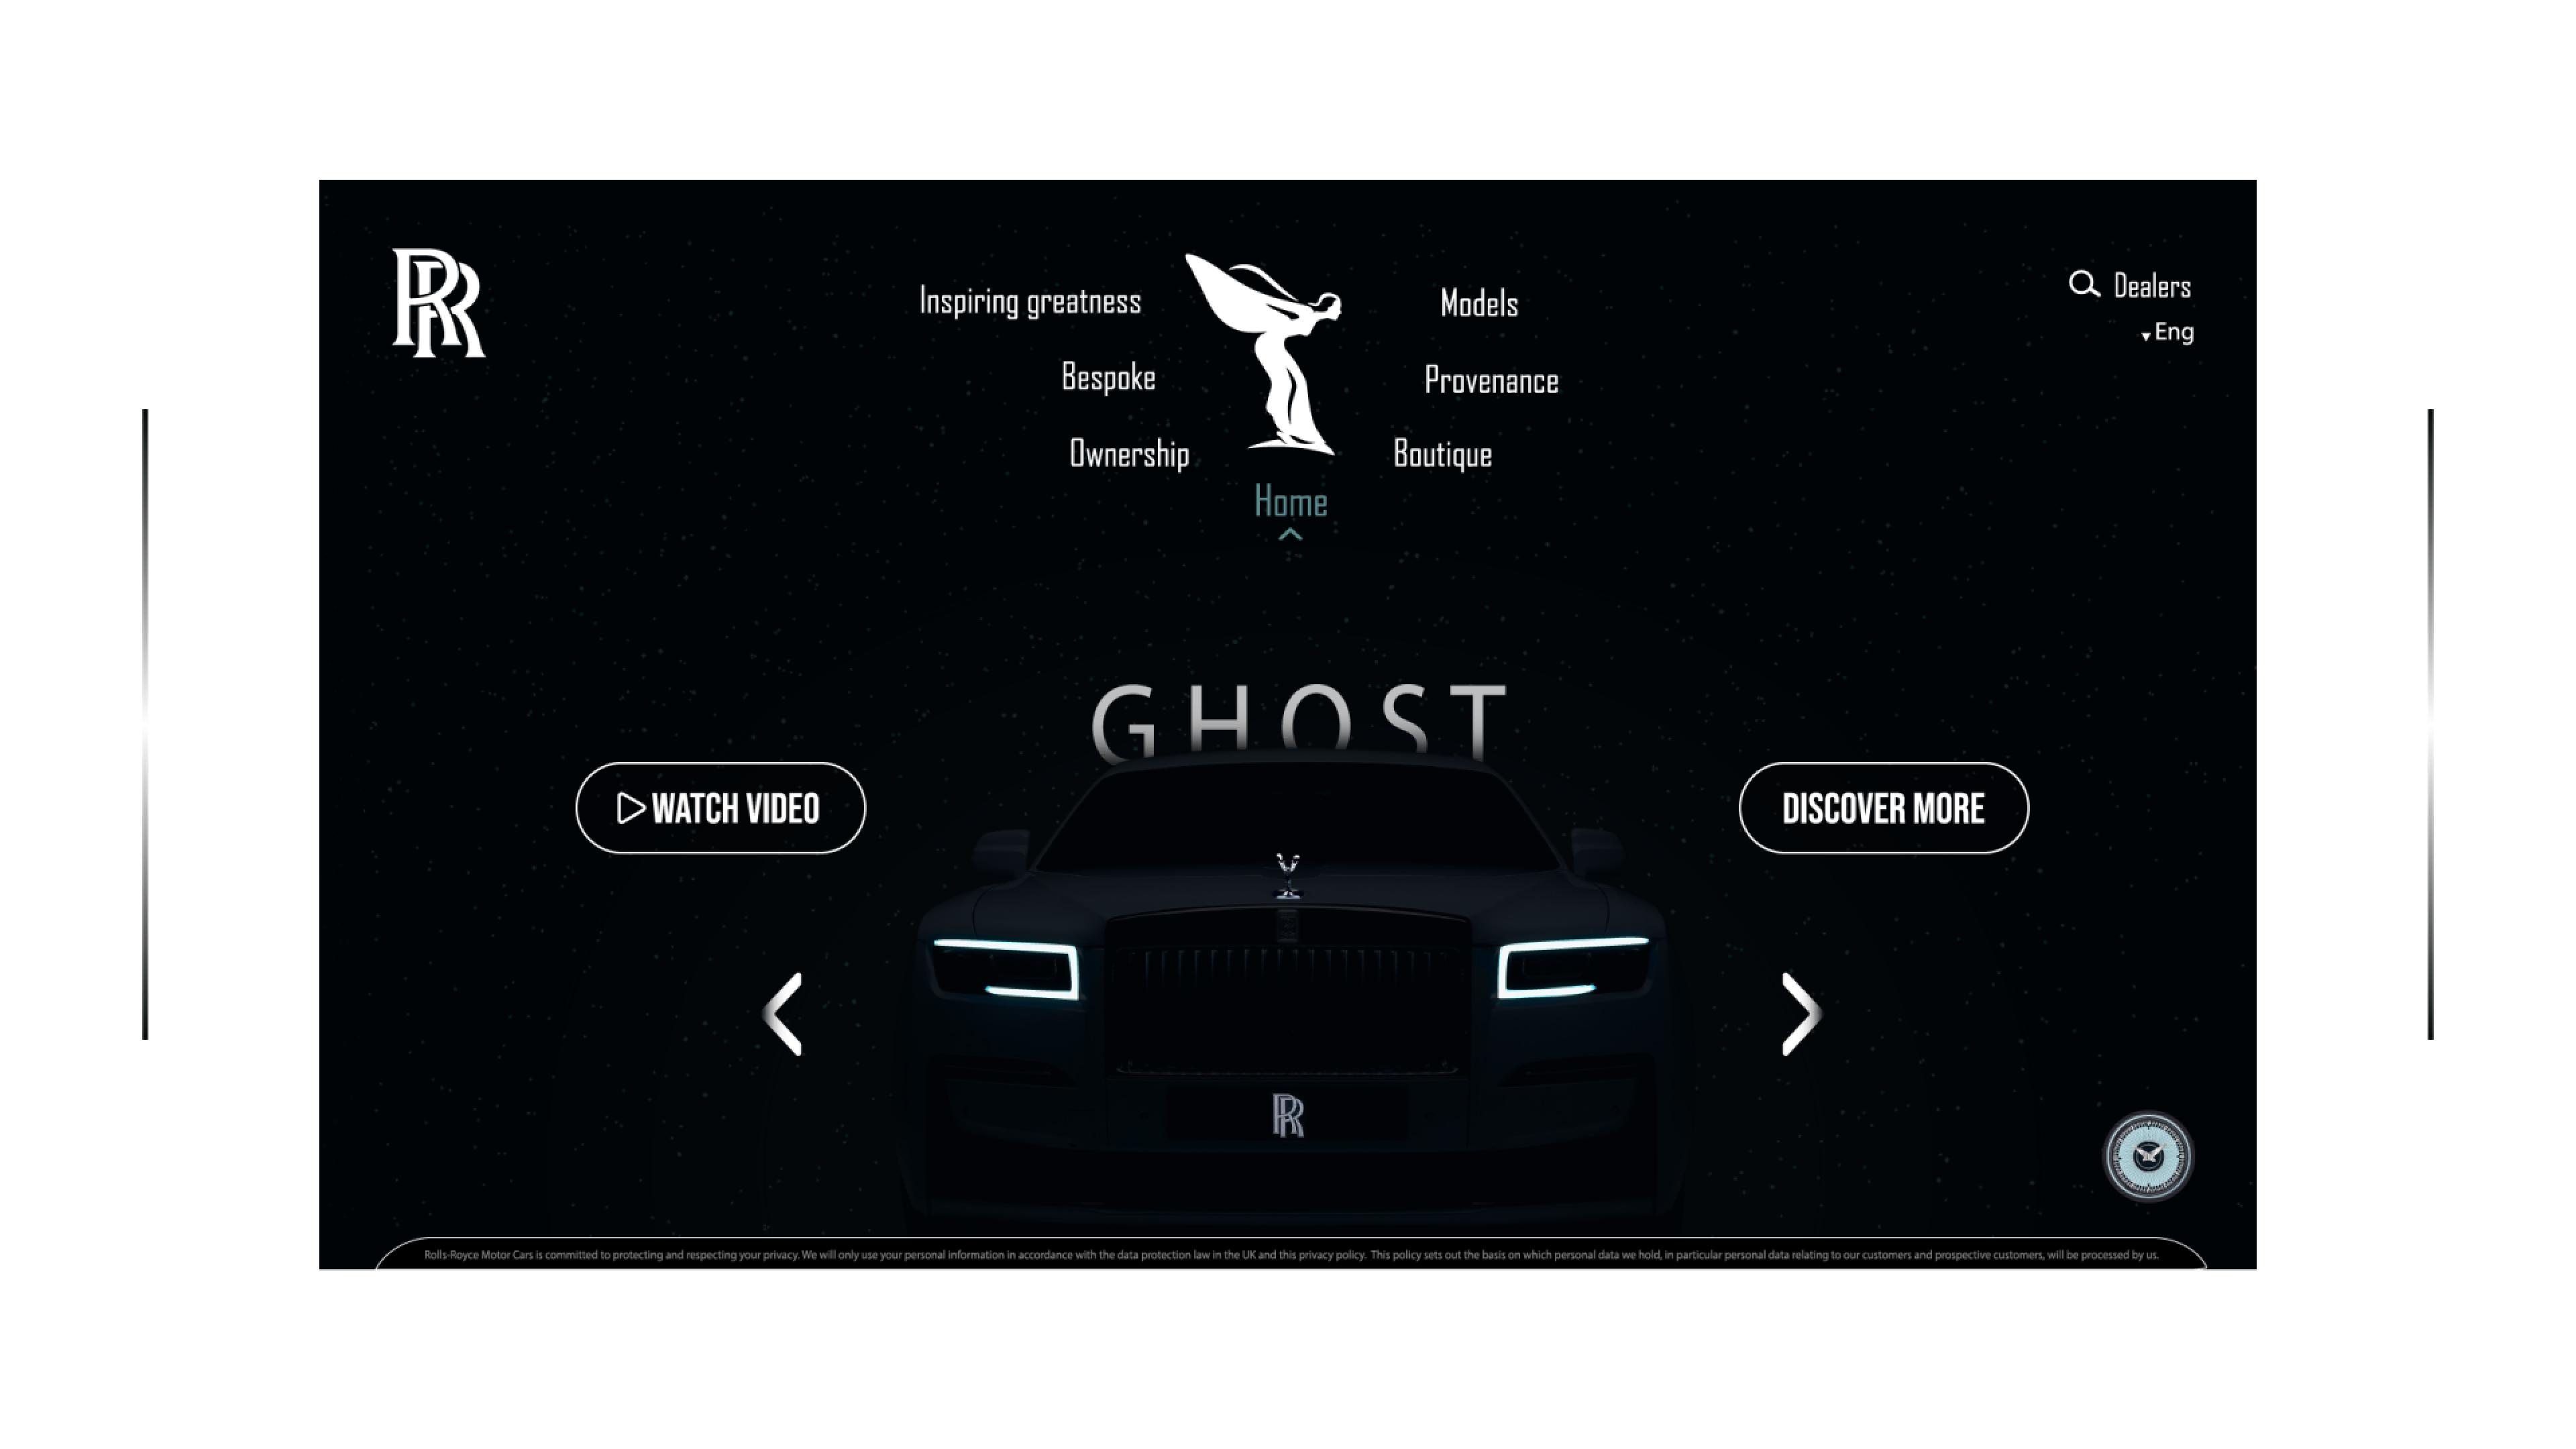 RR
Inspiring greatness
Models
Dealers
Eng
Bespoke
Provenance
Ownership
Boutique
Home
GHOST
WATCH VIDEO
DISCOVER MORE
RR
Rolls-Royce Motor Cars is committed to protecting and respecting your privacy. We will only use your personal information in accordance with the data protection law in the UK and this privacy policy. This policy sets out the basis on which personal data we hold, in particular personal data relating to our customers and prospective customers, will be processed by us.